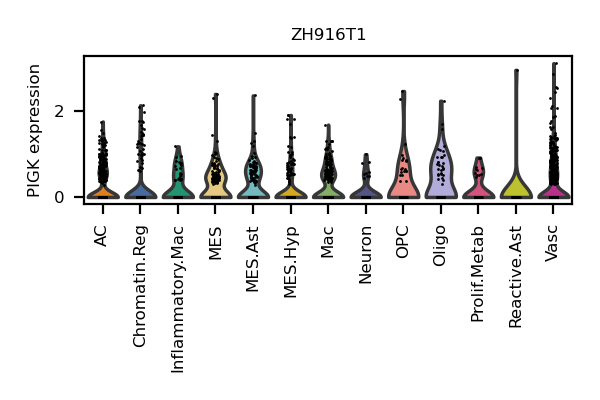 ZH916T1
PIGK expression
2
0
AC
Chromatin.Reg
Inflammatory.Mac
MES
MES.Ast
MES.Hyp
Mac
Neuron
OPC
Oligo
Prolif.Metab
Reactive.Ast
Vasc